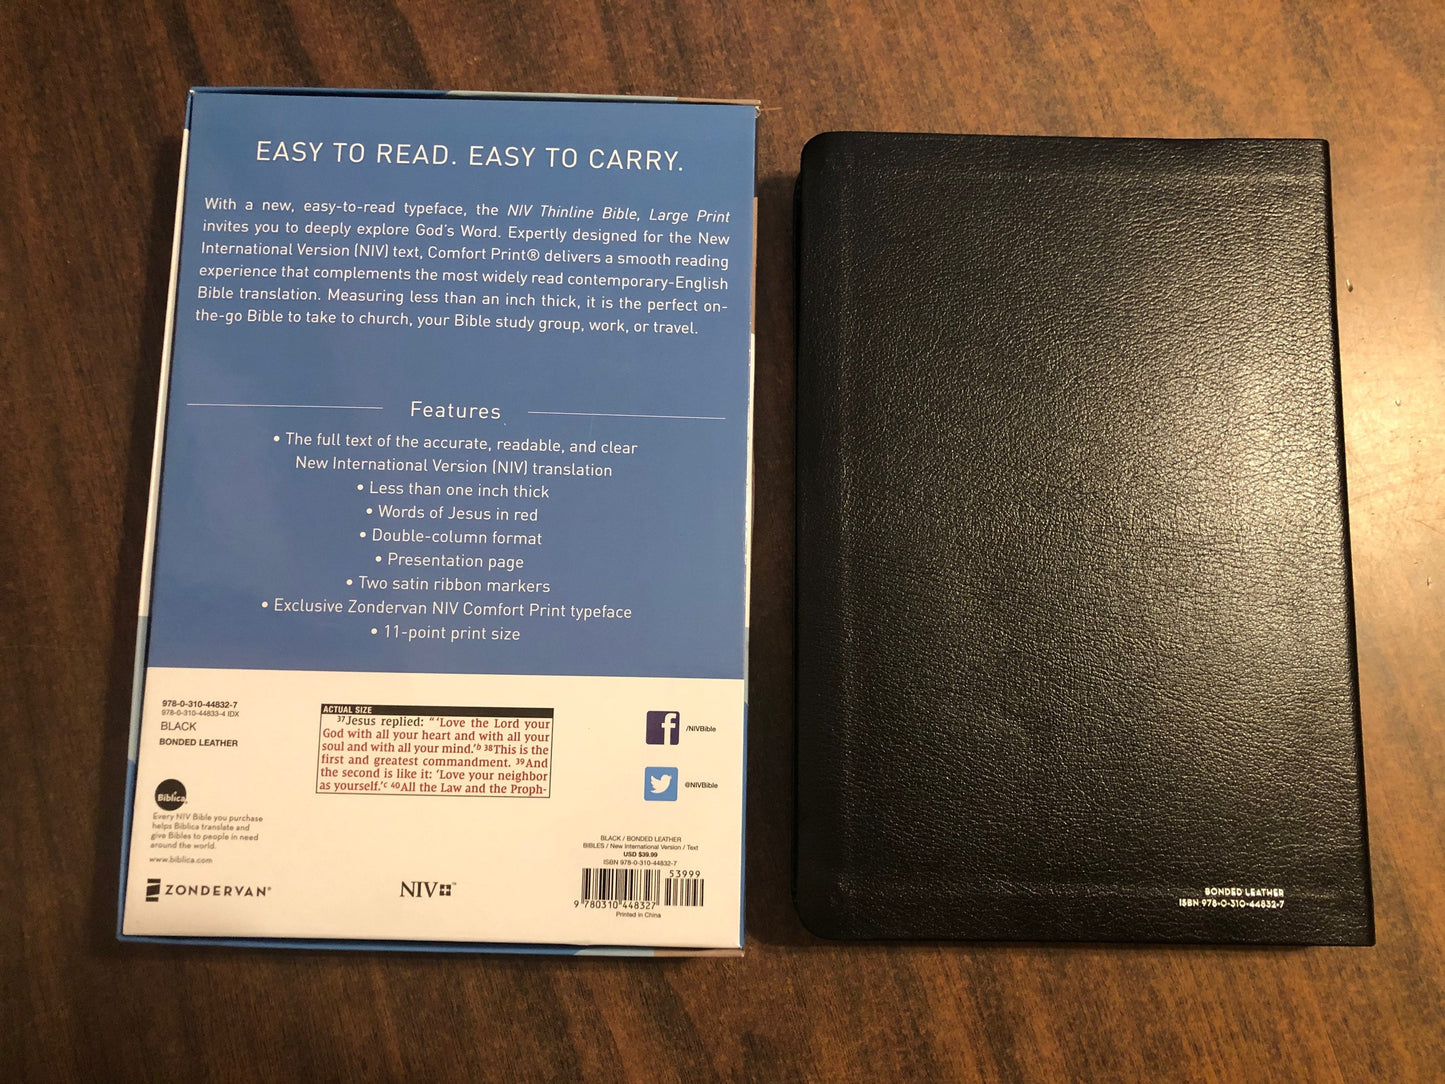 EASY TO READ. EASY TO CARRY.
With a new, easy-to-read typeface, the NIV Thinline Bible, Large Print
invites you to deeply explore God's Word. Expertly designed for the New
International Version (NIV) text, Comfort Print® delivers a smooth reading
experience that complements the most widely read contemporary-English
Bible translation. Measuring less than an inch thick, it is the perfect on-
the-go Bible to take to church, your Bible study group, work, or travel.
Features
• The full text of the accurate, readable, and clear
New International Version (NIV) translation
• Less than one inch thick
• Words of Jesus in red
• Double-column format
• Presentation page
• Two satin ribbon markers
• Exclusive Zondervan NIV Comfort Print typeface
• 11-point print size
978-0-310-44832-7
978-0-310-44833-4 IDX
BLACK
BONDED LEATHER
Biblica
Every NIV Bible you purchase
helps Biblica translate and
give Bibles to people in need
around the world.
www.biblica.com
ZONDERVAN®
ACTUAL SIZE
37Jesus replied: "'Love the Lord your
God with all your heart and with all your
soul and with all your mind.'b 38This is the
first and greatest commandment. 39And
the second is like it: 'Love your neighbor
as yourself.'c 40All the Law and the Proph-
NIV™
f /NIVBible
@NIVBible
BLACK / BONDED LEATHER
BIBLES / New International Version / Text
USD $39.99
ISBN 978-0-310-44832-7
53999
9 780310 448327
Printed in China
BONDED LEATHER
ISBN 978-0-310-44832-7